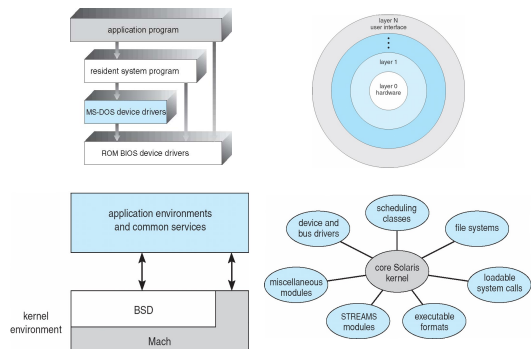 application program
resident system program
MS-DOS device drivers
ROM BIOS device drivers
layer N
user interface
layer 1
layer 0
hardware
application environments
and common services
kernel
environment
BSD
Mach
scheduling
classes
device and
bus drivers
file systems
core Solaris
kernel
miscellaneous
modules
loadable
system calls
STREAMS
modules
executable
formats